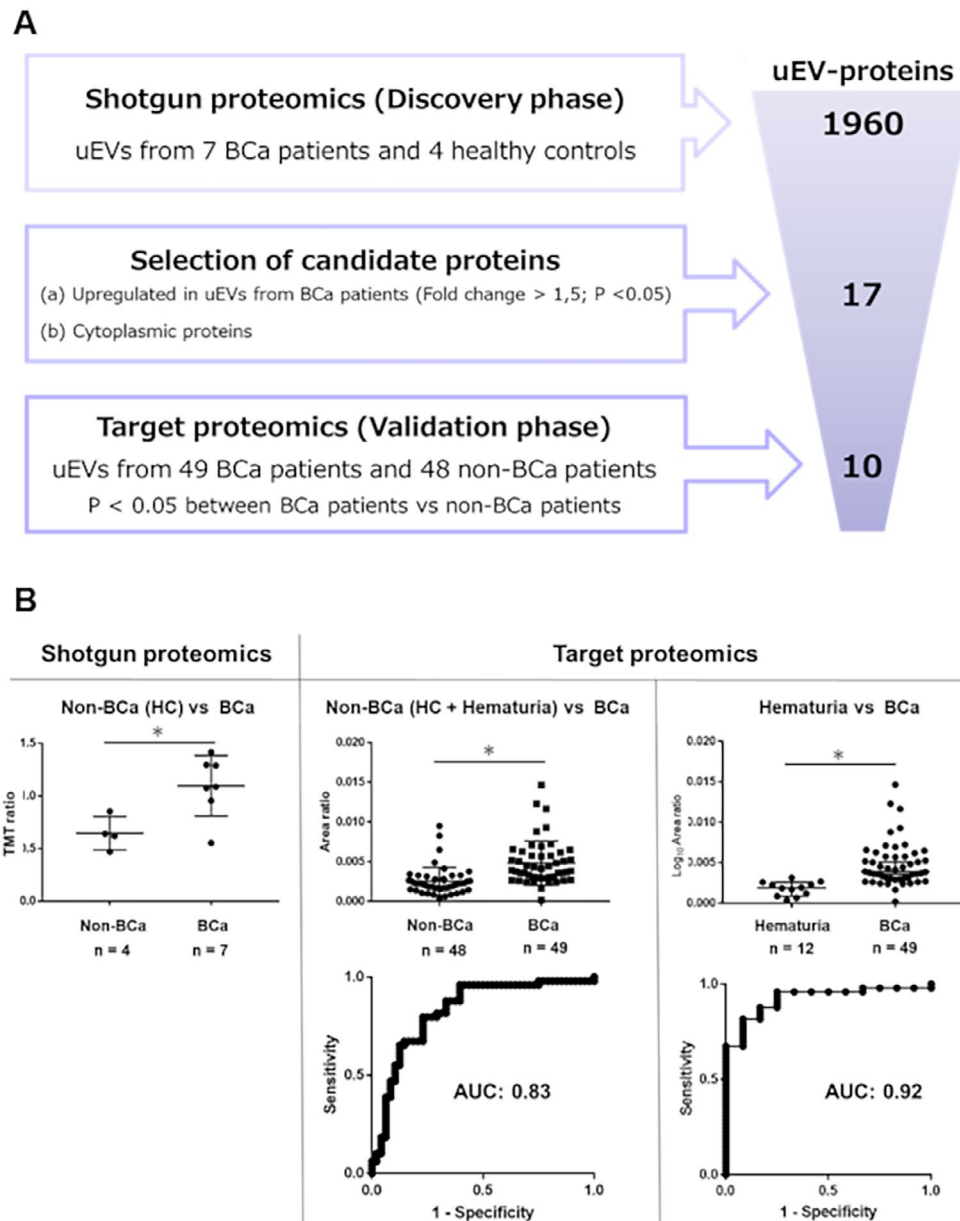 A
Shotgun proteomics (Discovery phase)
uEVs from 7 BCa patients and 4 healthy controls
uEV-proteins
1960
Selection of candidate proteins
(a) Upregulated in uEVs from BCa patients (Fold change > 1,5; P <0.05)
(b) Cytoplasmic proteins
17
Target proteomics (Validation phase)
uEVs from 49 BCa patients and 48 non-BCa patients
P < 0.05 between BCa patients vs non-BCa patients
10
B
Shotgun proteomics
Target proteomics
Non-BCa (HC) vs BCa
*
TMT ratio
1.5
1.0
0.5
0.0
Non-BCa
BCa
n = 4
n = 7
Non-BCa (HC + Hematuria) vs BCa
*
Area ratio
0.020
0.015
0.010
0.005
0.000
Non-BCa
BCa
n = 48
n = 49
Hematuria vs BCa
*
Log10 Area ratio
0.020
0.015
0.010
0.005
0.000
Hematuria
BCa
n = 12
n = 49
Sensitivity
1.0
0.5
0.0
AUC: 0.83
0.0
0.5
1.0
1 - Specificity
Sensitivity
1.0
0.5
0.0
AUC: 0.92
0.0
0.5
1.0
1 - Specificity